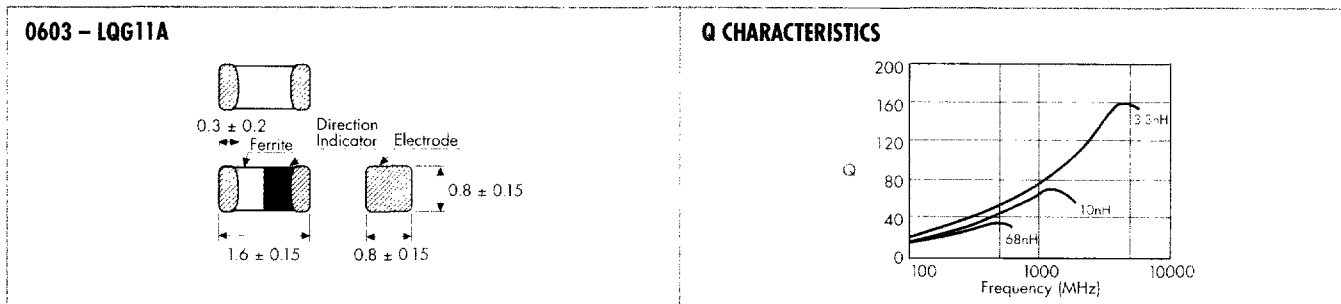 0603 – LQG11A
0.3 ± 0.2
Direction
Indicator
Ferrite
Electrode
0.8 ± 0.15
1.6 ± 0.15
0.8 ± 0.15
Q CHARACTERISTICS
200
160
120
80
40
0
Q
3.3nH
10nH
68nH
100
1000
10000
Frequency (MHz)